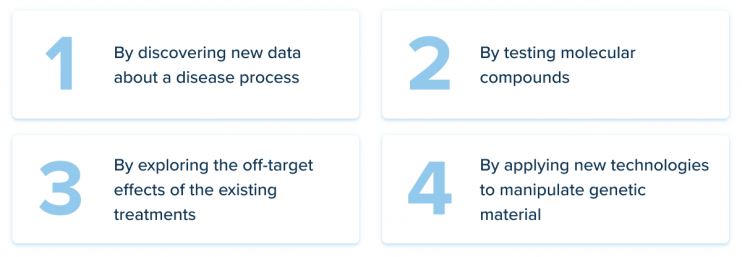 1
By discovering new data
about a disease process
2
By testing molecular
compounds
3
By exploring the off-target
effects of the existing
treatments
4
By applying new technologies
to manipulate genetic
material